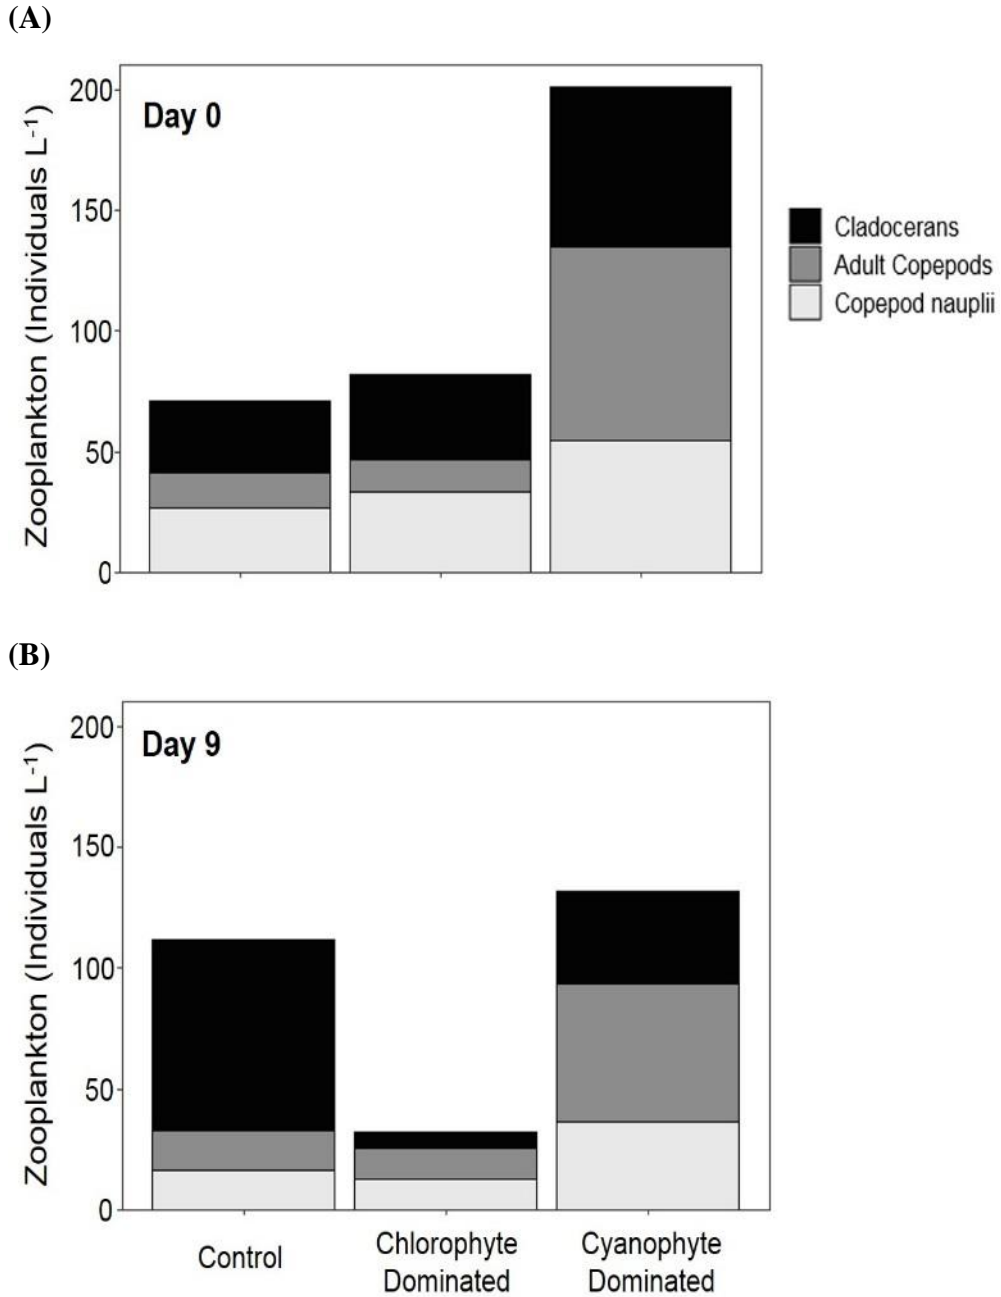 (A)
Zooplankton (Individuals L⁻¹)
200
150
100
50
0
Day 0
Cladocerans
Adult Copepods
Copepod nauplii
(B)
Zooplankton (Individuals L⁻¹)
200
150
100
50
0
Day 9
Control
Chlorophyte
Dominated
Cyanophyte
Dominated